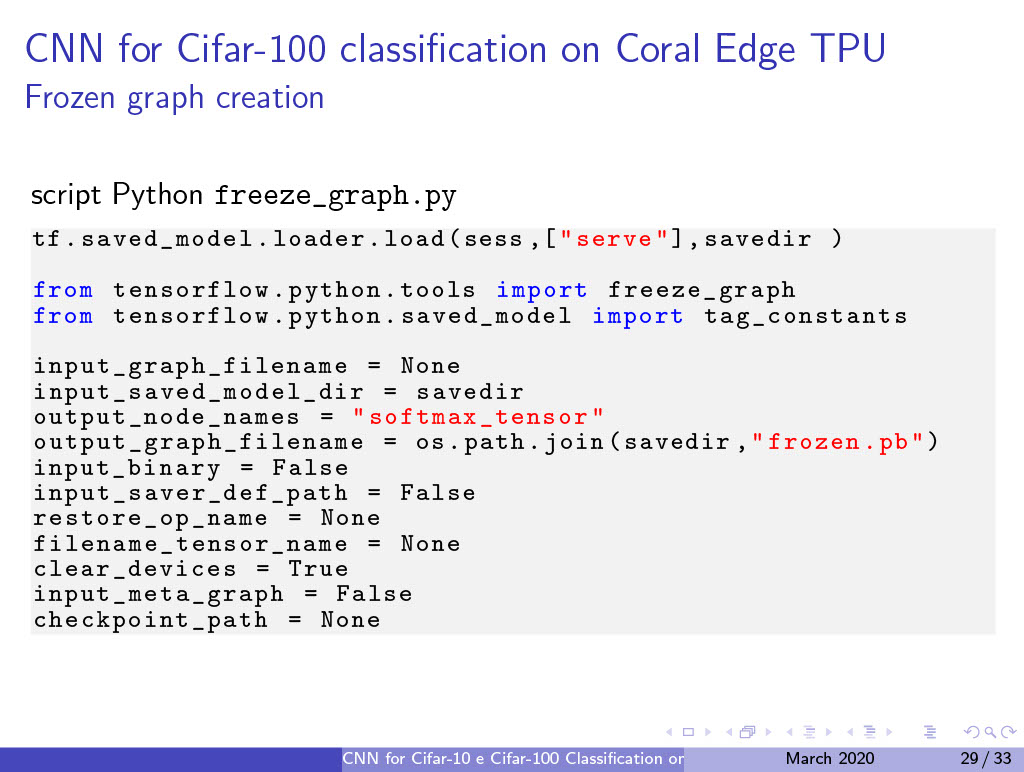 CNN for Cifar-100 classification on Coral Edge TPU
Frozen graph creation
script Python freeze_graph.py
tf.saved_model.loader.load(sess,["serve"],savedir )
from tensorflow.python.tools import freeze_graph
from tensorflow.python.saved_model import tag_constants
input_graph_filename = None
input_saved_model_dir = savedir
output_node_names = "softmax_tensor"
output_graph_filename = os.path.join(savedir,"frozen.pb")
input_binary = False
input_saver_def_path = False
restore_op_name = None
filename_tensor_name = None
clear_devices = True
input_meta_graph = False
checkpoint_path = None
CNN for Cifar-10 e Cifar-100 Classification on March 2020 29 / 33